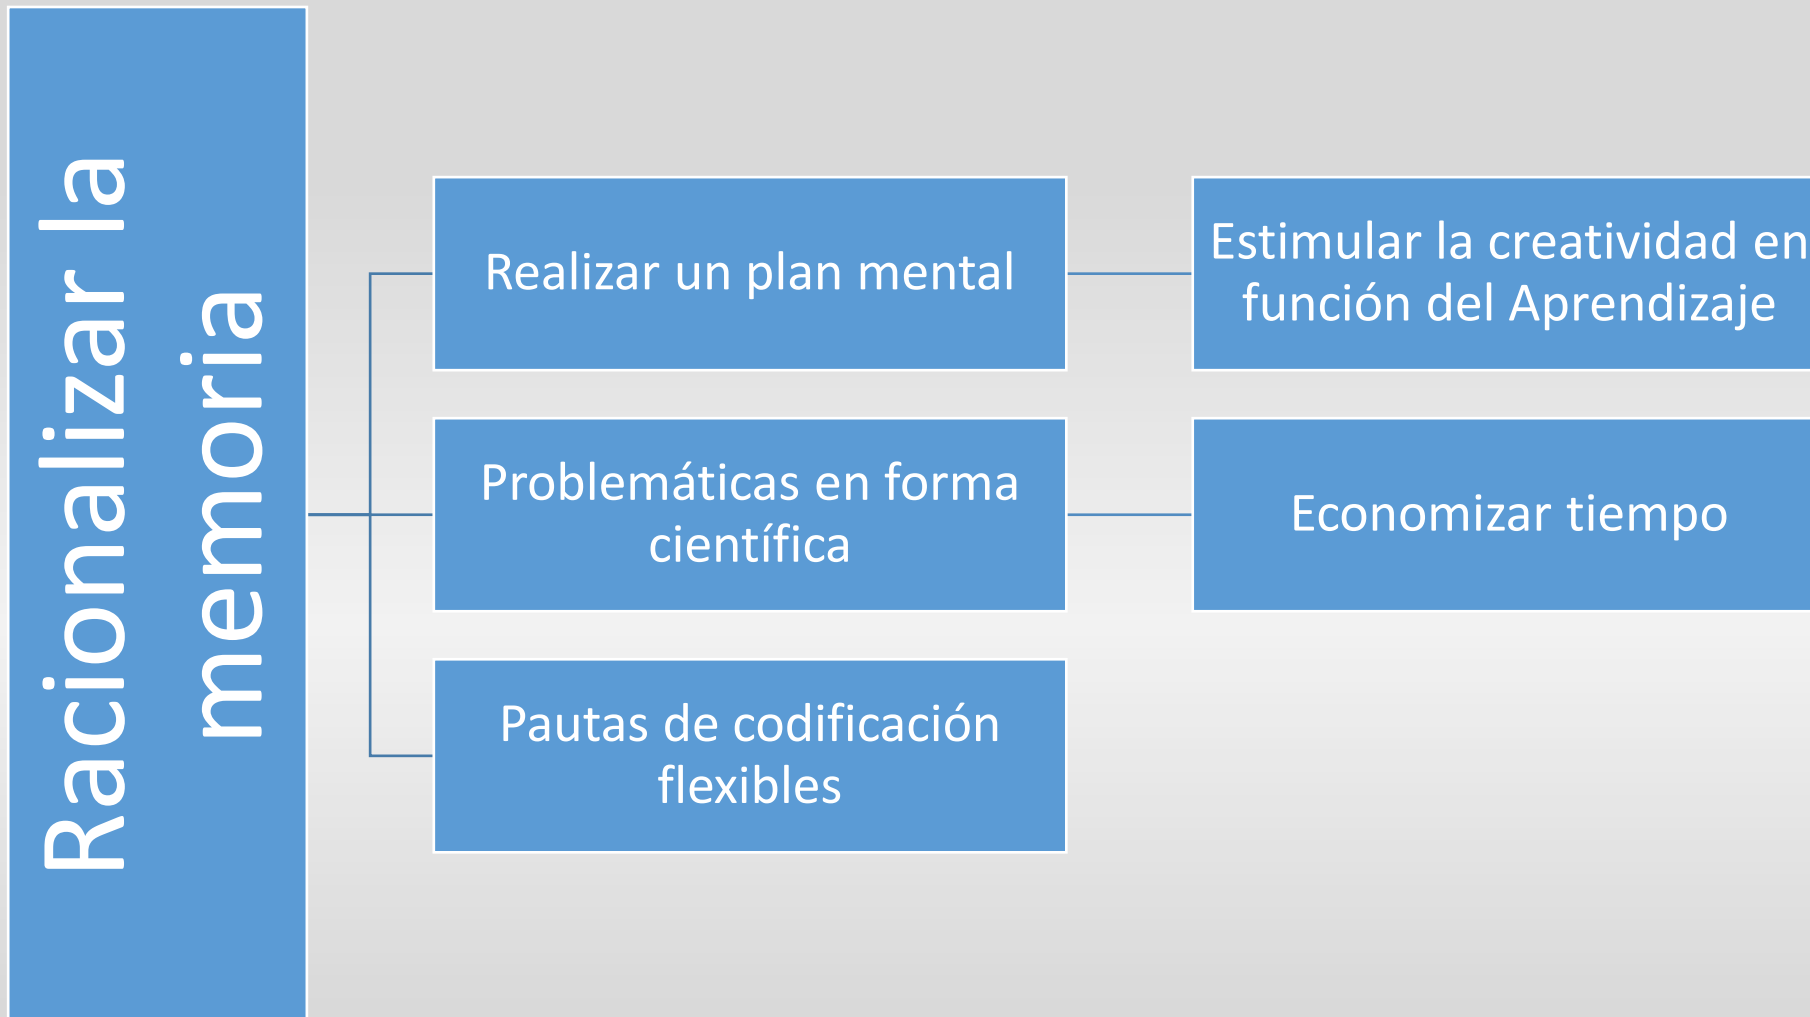 Racionalizar la
memoria
Realizar un plan mental
Estimular la creatividad en
función del Aprendizaje
Problemáticas en forma
científica
Economizar tiempo
Pautas de codificación
flexibles